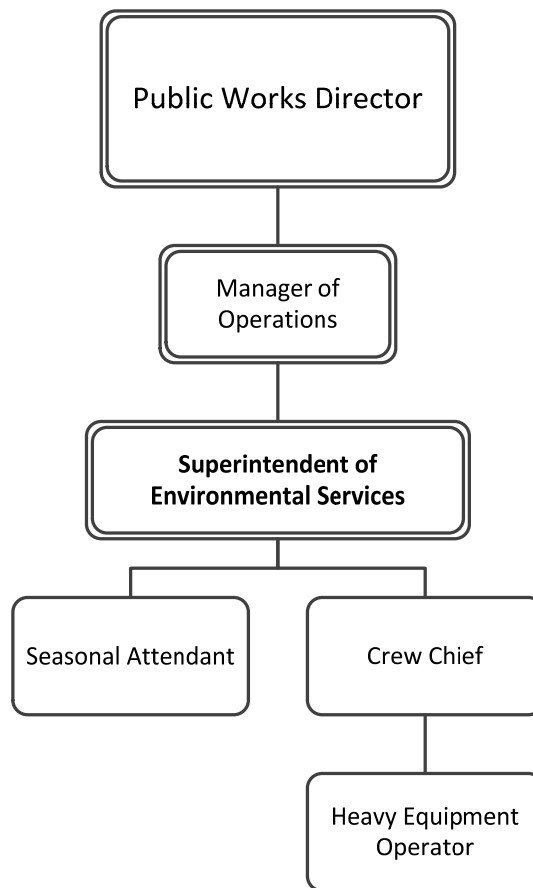 Public Works Director
Manager of
Operations
Superintendent of
Environmental Services
Seasonal Attendant
Crew Chief
Heavy Equipment
Operator